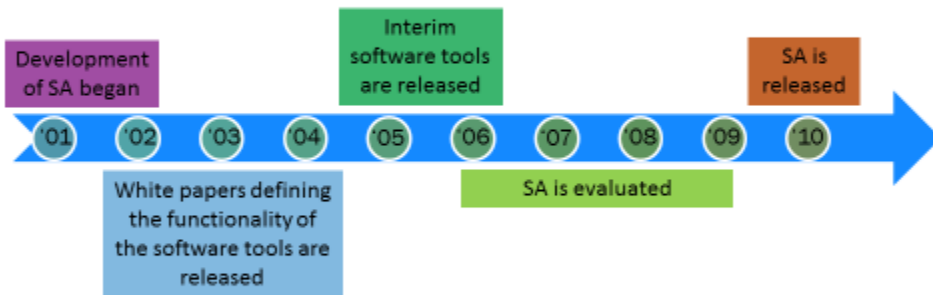 Development
of SA began
Interim
software tools
are released
SA is
released
'01 '02 '03 '04 '05 '06 '07 '08 '09 '10
White papers defining
the functionality of
the software tools are
released
SA is evaluated